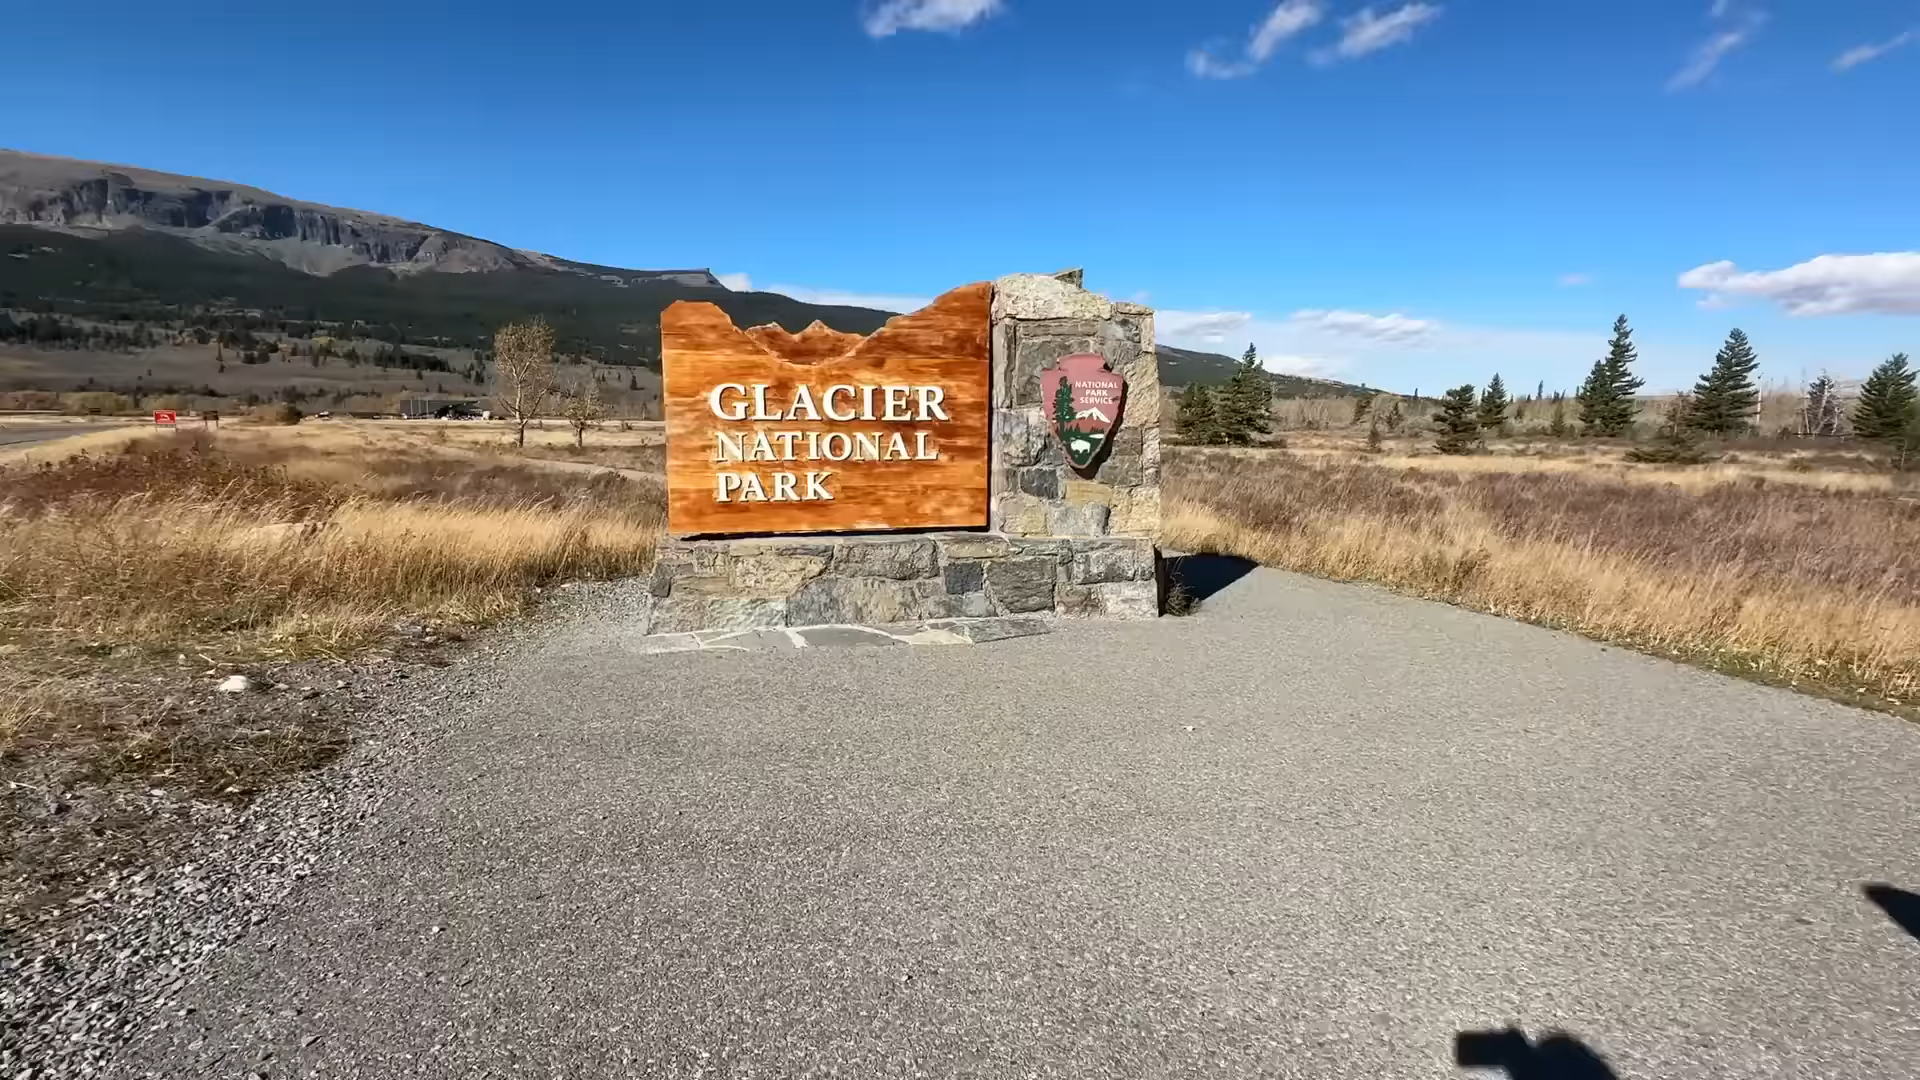 GLACIER
NATIONAL
PARK
NATIONAL
PARK
SERVICE